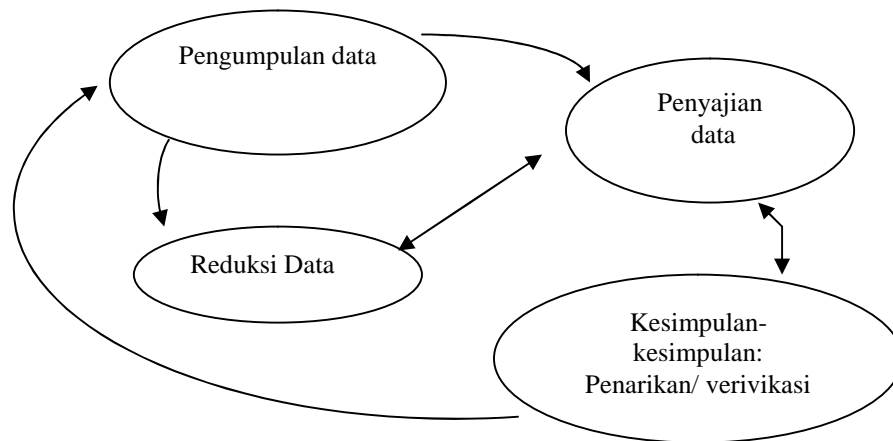 Pengumpulan data
Penyajian
data
Reduksi Data
Kesimpulan-
kesimpulan:
Penarikan/ verivikasi